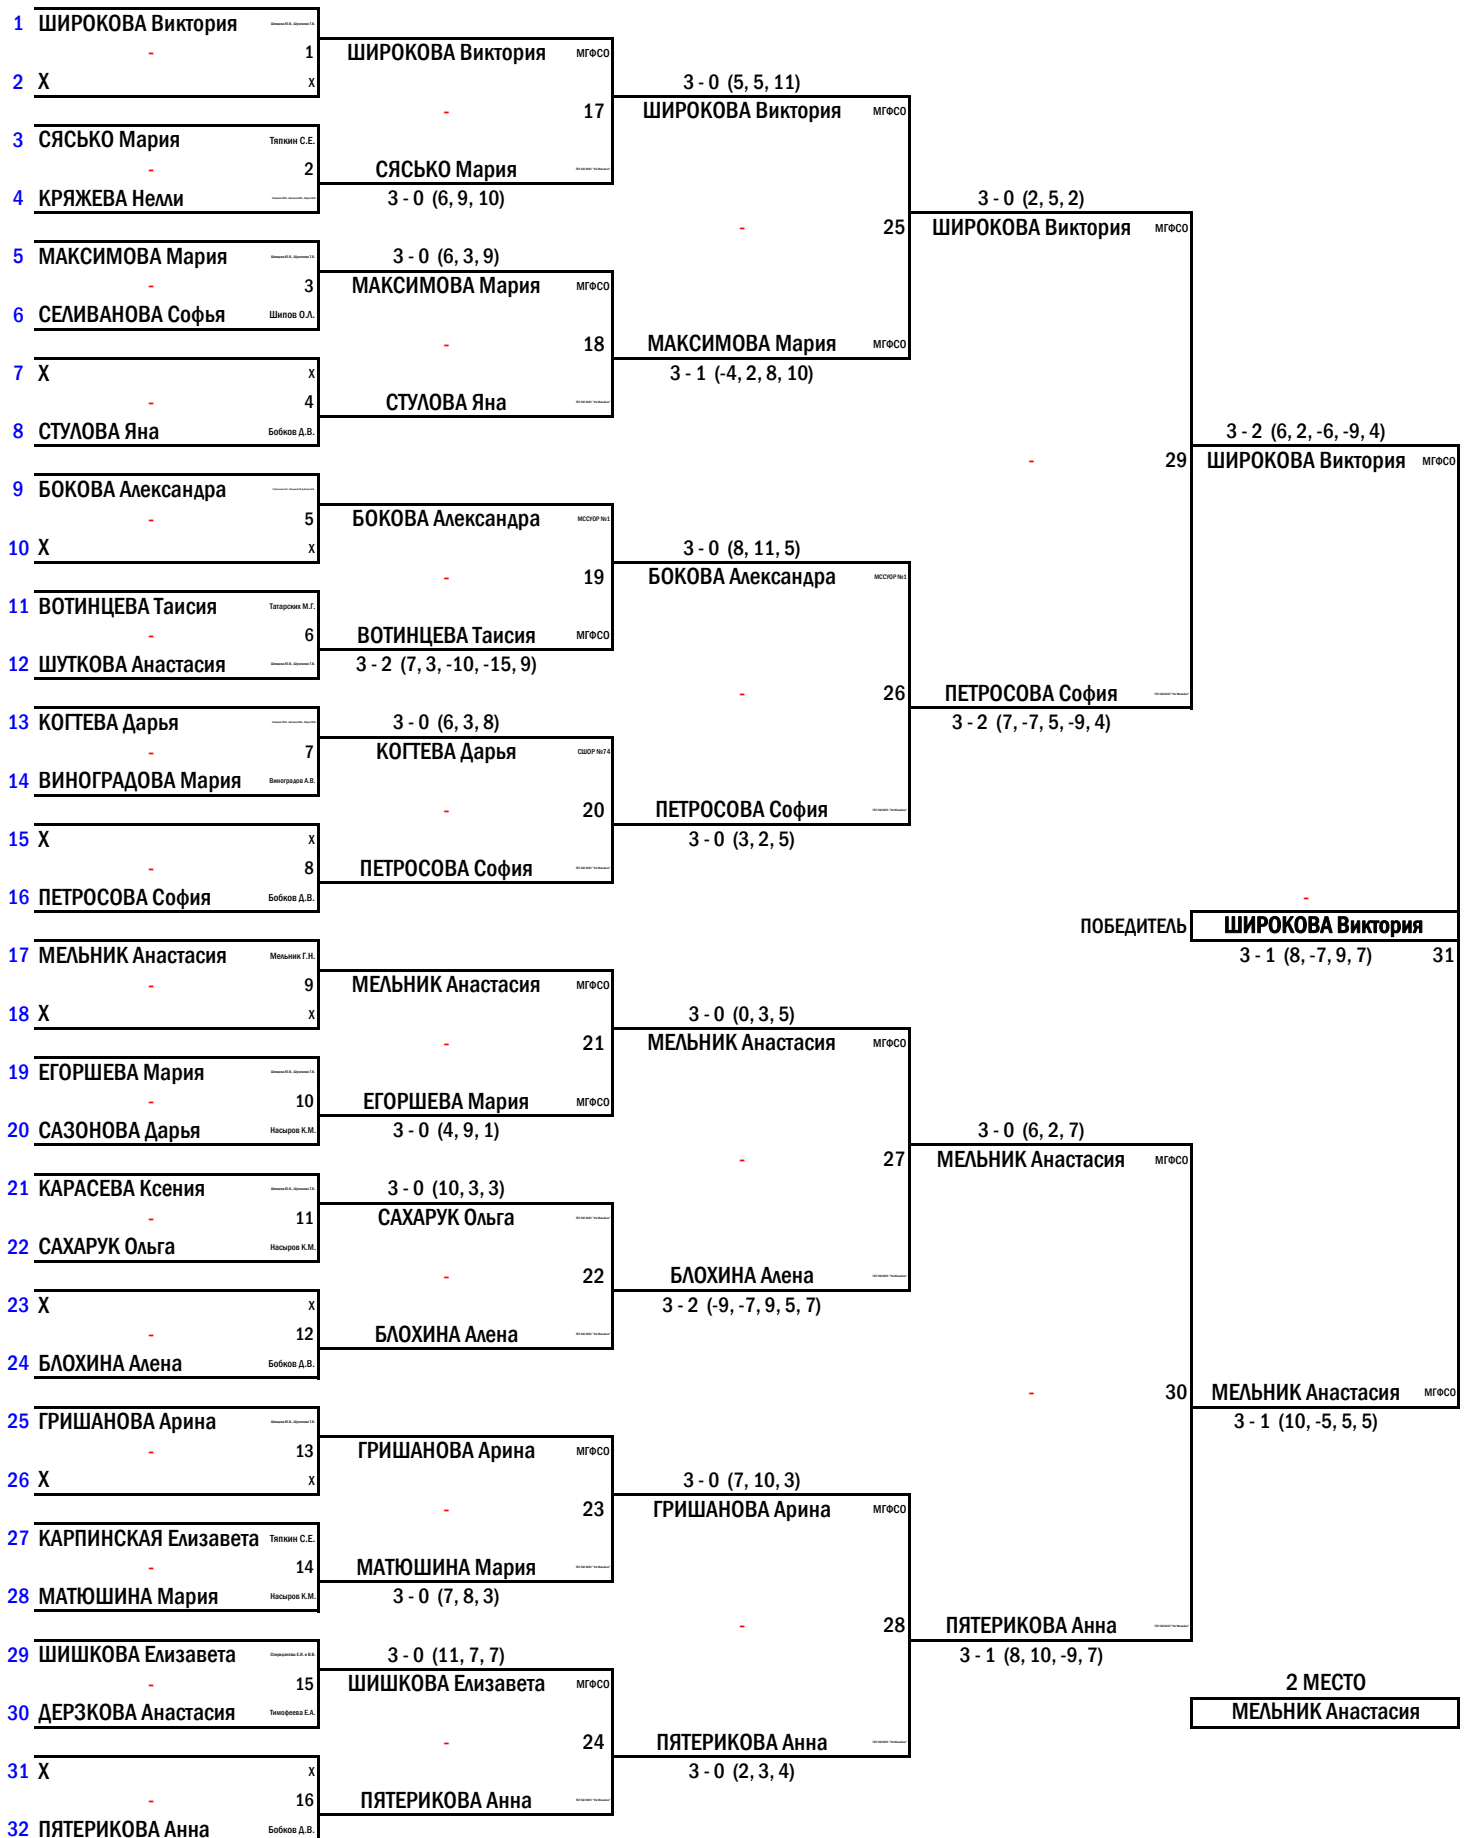 1 ШИРОКОВА Виктория
- 1
2 X X
3 СЯСЬКО Мария Тяпкин С.Е.
- 2
4 КРЯЖЕВА Нелли
5 МАКСИМОВА Мария
- 3
6 СЕЛИВАНОВА Софья Шипов О.Л.
7 X X
- 4
8 СТУЛОВА Яна Бобков Д.В.
9 БОКОВА Александра
- 5
10 X X
11 ВОТИНЦЕВА Таисия Татарских М.Г.
- 6
12 ШУТКОВА Анастасия
13 КОГТЕВА Дарья
- 7
14 ВИНОГРАДОВА Мария Виноградов А.В.
15 X X
- 8
16 ПЕТРОСОВА София Бобков Д.В.
17 МЕЛЬНИК Анастасия Мельник Г.Н.
- 9
18 X X
19 ЕГОРШЕВА Мария
- 10
20 САЗОНОВА Дарья Насыров К.М.
21 КАРАСЕВА Ксения
- 11
22 САХАРУК Ольга Насыров К.М.
23 X X
- 12
24 БЛОХИНА Алена Бобков Д.В.
25 ГРИШАНОВА Арина
- 13
26 X X
27 КАРПИНСКАЯ Елизавета Тяпкин С.Е.
- 14
28 МАТЮШИНА Мария Насыров К.М.
29 ШИШКОВА Елизавета
- 15
30 ДЕРЗКОВА Анастасия Тимофеева Е.А.
31 X X
- 16
32 ПЯТЕРИКОВА Анна Бобков Д.В.
ШИРОКОВА Виктория МГФСО
- 17
СЯСЬКО Мария
3 - 0 (6, 9, 10)
3 - 0 (6, 3, 9)
МАКСИМОВА Мария МГФСО
- 18
СТУЛОВА Яна
БОКОВА Александра МССУОР №1
- 19
ВОТИНЦЕВА Таисия МГФСО
3 - 2 (7, 3, -10, -15, 9)
3 - 0 (6, 3, 8)
КОГТЕВА Дарья СШОР №74
- 20
ПЕТРОСОВА София
МЕЛЬНИК Анастасия МГФСО
- 21
ЕГОРШЕВА Мария МГФСО
3 - 0 (4, 9, 1)
3 - 0 (10, 3, 3)
САХАРУК Ольга
- 22
БЛОХИНА Алена
ГРИШАНОВА Арина МГФСО
- 23
МАТЮШИНА Мария
3 - 0 (7, 8, 3)
3 - 0 (11, 7, 7)
ШИШКОВА Елизавета МГФСО
- 24
ПЯТЕРИКОВА Анна
3 - 0 (5, 5, 11)
ШИРОКОВА Виктория МГФСО
- 25
МАКСИМОВА Мария МГФСО
3 - 1 (-4, 2, 8, 10)
3 - 0 (8, 11, 5)
БОКОВА Александра МССУОР №1
- 26
ПЕТРОСОВА София
3 - 0 (3, 2, 5)
3 - 0 (0, 3, 5)
МЕЛЬНИК Анастасия МГФСО
- 27
БЛОХИНА Алена
3 - 2 (-9, -7, 9, 5, 7)
3 - 0 (7, 10, 3)
ГРИШАНОВА Арина МГФСО
- 28
ПЯТЕРИКОВА Анна
3 - 0 (2, 3, 4)
3 - 0 (2, 5, 2)
ШИРОКОВА Виктория МГФСО
- 29
ПЕТРОСОВА София
3 - 2 (7, -7, 5, -9, 4)
3 - 0 (6, 2, 7)
МЕЛЬНИК Анастасия МГФСО
- 30
ПЯТЕРИКОВА Анна
3 - 1 (8, 10, -9, 7)
3 - 2 (6, 2, -6, -9, 4)
ШИРОКОВА Виктория МГФСО
-
ПОБЕДИТЕЛЬ ШИРОКОВА Виктория
3 - 1 (8, -7, 9, 7) 31
МЕЛЬНИК Анастасия МГФСО
3 - 1 (10, -5, 5, 5)
2 МЕСТО
МЕЛЬНИК Анастасия